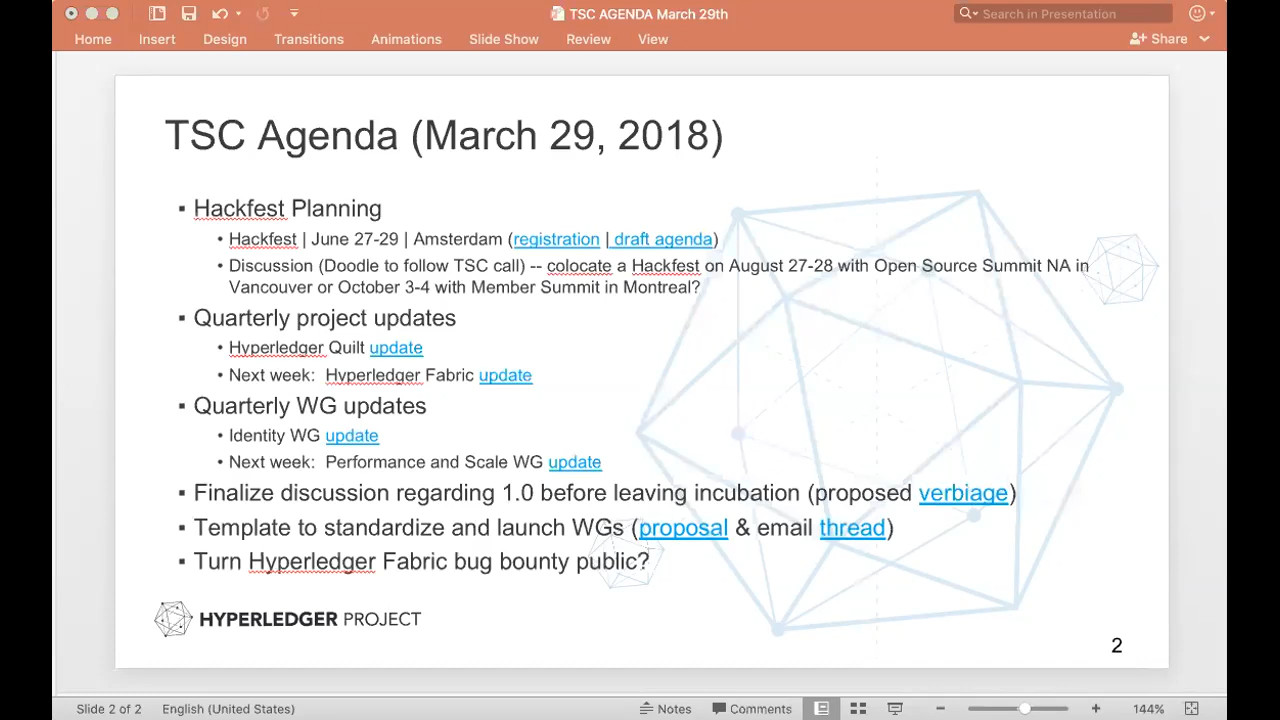 TSC AGENDA March 29th
Search in Presentation
Home Insert Design Transitions Animations Slide Show Review View Share
TSC Agenda (March 29, 2018)
▪ Hackfest Planning
• Hackfest | June 27-29 | Amsterdam (registration | draft agenda)
• Discussion (Doodle to follow TSC call) -- colocate a Hackfest on August 27-28 with Open Source Summit NA in
Vancouver or October 3-4 with Member Summit in Montreal?
▪ Quarterly project updates
• Hyperledger Quilt update
• Next week: Hyperledger Fabric update
▪ Quarterly WG updates
• Identity WG update
• Next week: Performance and Scale WG update
▪ Finalize discussion regarding 1.0 before leaving incubation (proposed verbiage)
▪ Template to standardize and launch WGs (proposal & email thread)
▪ Turn Hyperledger Fabric bug bounty public?
HYPERLEDGER PROJECT
2
Slide 2 of 2 English (United States) Notes Comments 144%